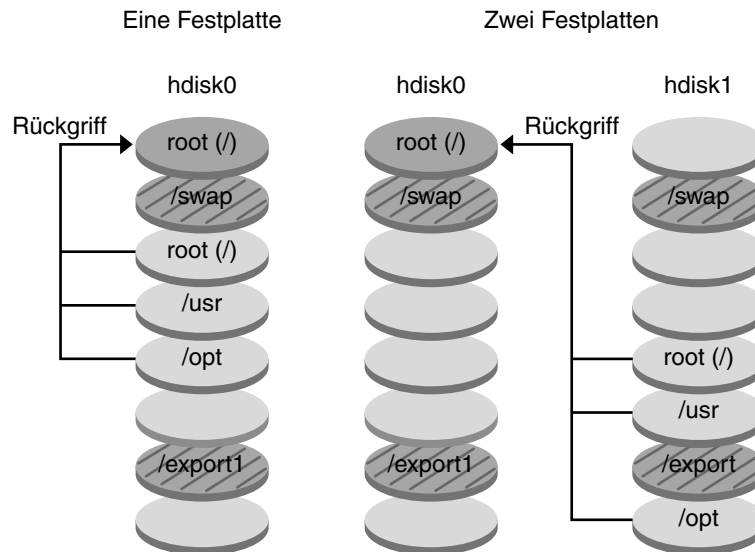 Eine Festplatte
Zwei Festplatten
hdisk0
hdisk0
hdisk1
Rückgriff
root (/)
root (/)
Rückgriff
/swap
/swap
/swap
root (/)
/usr
/opt
root (/)
/usr
/export1
/export1
/export
/opt